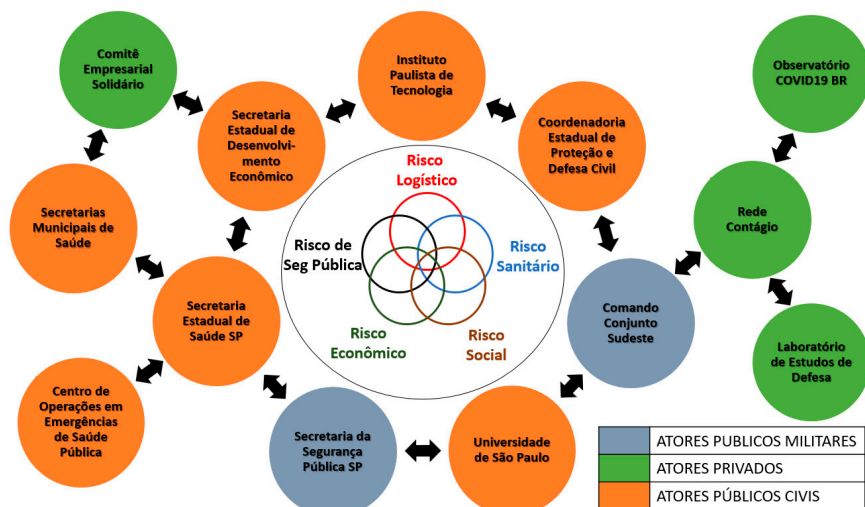 Comitê
Empresarial
Solidário
Instituto
Paulista de
Tecnologia
Observatório
COVID19 BR
Secretaria
Estadual de
Desenvolvi-
mento
Econômico
Coordenadoria
Estadual de
Proteção e
Defesa Civil
Secretarias
Municipais de
Saúde
Rede
Contágio
Risco
Logístico
Risco de
Seg Pública
Risco
Sanitário
Risco
Econômico
Risco
Social
Secretaria
Estadual de
Saúde SP
Comando
Conjunto
Sudeste
Laboratório
de Estudos de
Defesa
Centro de
Operações em
Emergências
de Saúde
Pública
Secretaria da
Segurança
Pública SP
Universidade
de São Paulo
ATORES PUBLICOS MILITARES
ATORES PRIVADOS
ATORES PÚBLICOS CIVIS